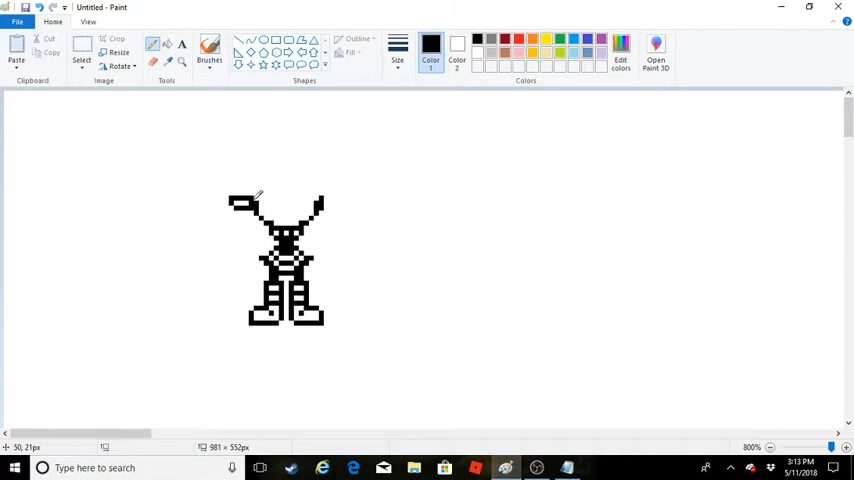 Untitled - Paint
File Home View
Paste
Cut
Copy
Clipboard
Select
Crop
Resize
Rotate
Image
A
Tools
Brushes
Outline
Fill
Shapes
Size
Color 1
Color 2
Edit colors
Colors
Open Paint 3D
50, 21px
981 × 552px
800%
Type here to search
3:13 PM
5/11/2018